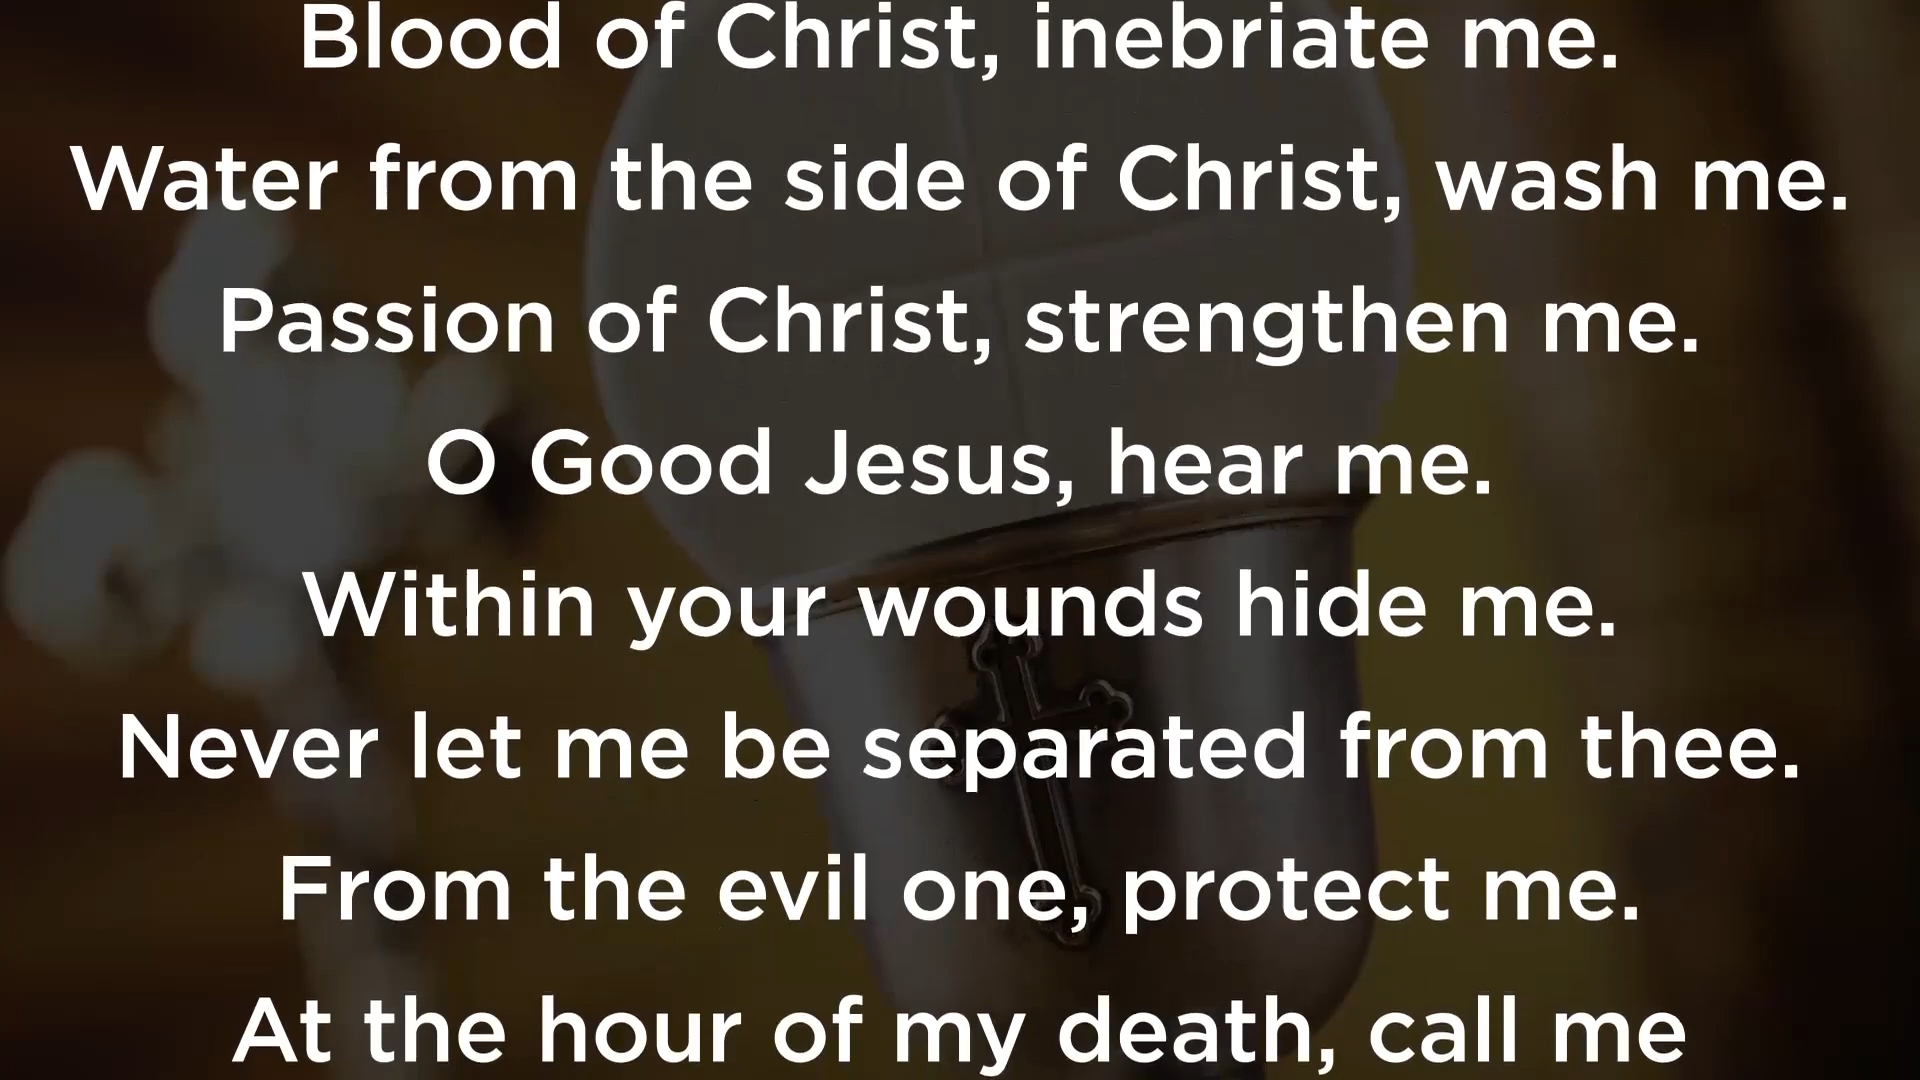 Blood of Christ, inebriate me.
Water from the side of Christ, wash me.
Passion of Christ, strengthen me.
O Good Jesus, hear me.
Within your wounds hide me.
Never let me be separated from thee.
From the evil one, protect me.
At the hour of my death, call me